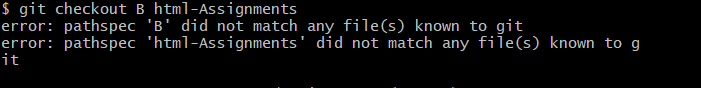 $ git checkout B html-Assignments
error: pathspec 'B' did not match any file(s) known to git
error: pathspec 'html-Assignments' did not match any file(s) known to g
it